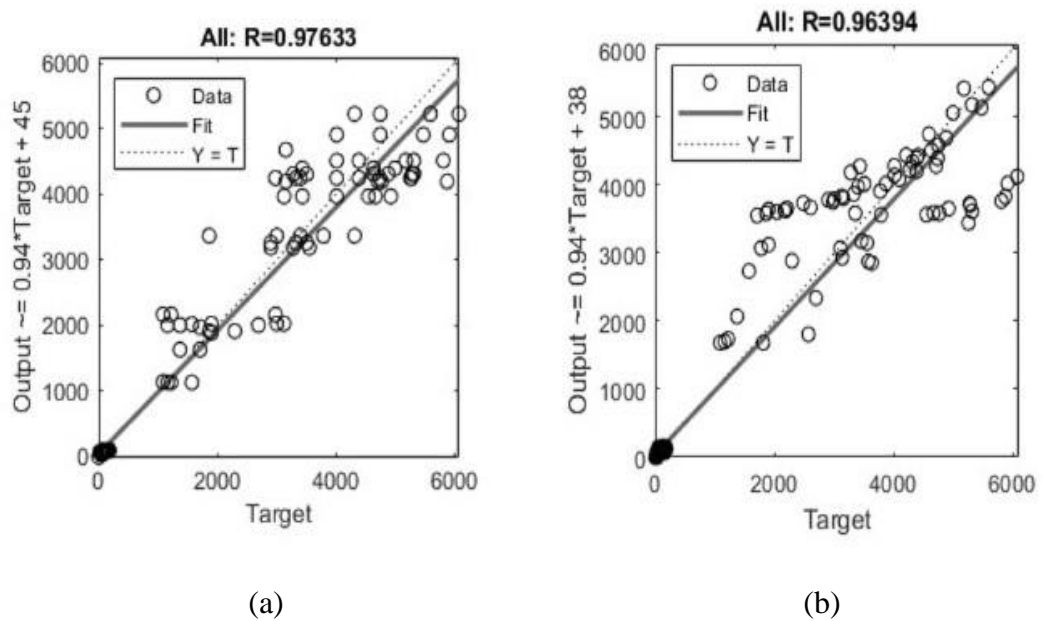 All: R=0.97633
Output ~= 0.94*Target + 45
6000
5000
4000
3000
2000
1000
0
Data
Fit
Y = T
0 2000 4000 6000
Target
(a)
All: R=0.96394
Output ~= 0.94*Target + 38
6000
5000
4000
3000
2000
1000
0
Data
Fit
Y = T
0 2000 4000 6000
Target
(b)